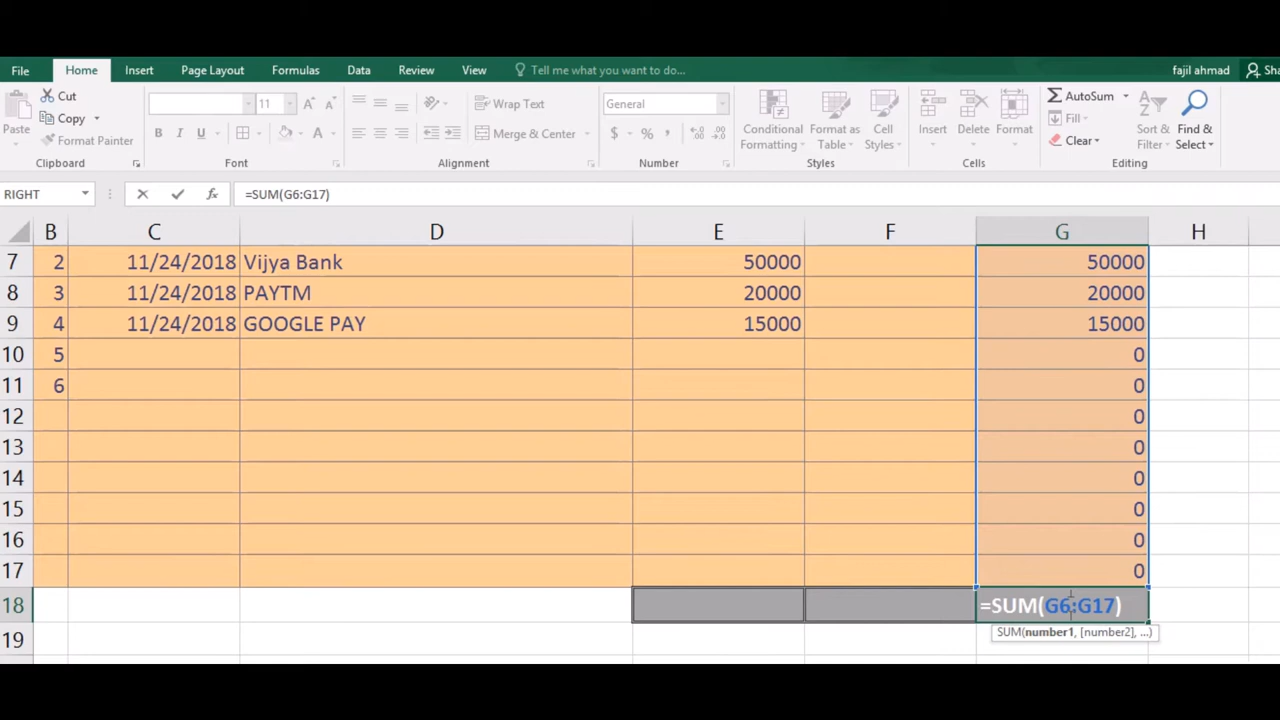 File Home Insert Page Layout Formulas Data Review View Tell me what you want to do... fajil ahmad
Cut
Copy
Format Painter
Paste
Clipboard
11
Font
Wrap Text
Merge & Center
Alignment
General
$ % ,
Number
Conditional Formatting
Format as Table
Cell Styles
Styles
Insert
Delete
Format
Cells
AutoSum
Fill
Clear
Sort & Filter
Find & Select
Editing
RIGHT fx =SUM(G6:G17)
B C D E F G H
7 2 11/24/2018 Vijya Bank 50000 50000
8 3 11/24/2018 PAYTM 20000 20000
9 4 11/24/2018 GOOGLE PAY 15000 15000
10 5 0
11 6 0
12 0
13 0
14 0
15 0
16 0
17 0
18 =SUM(G6:G17)
SUM(number1, [number2], ...)
19